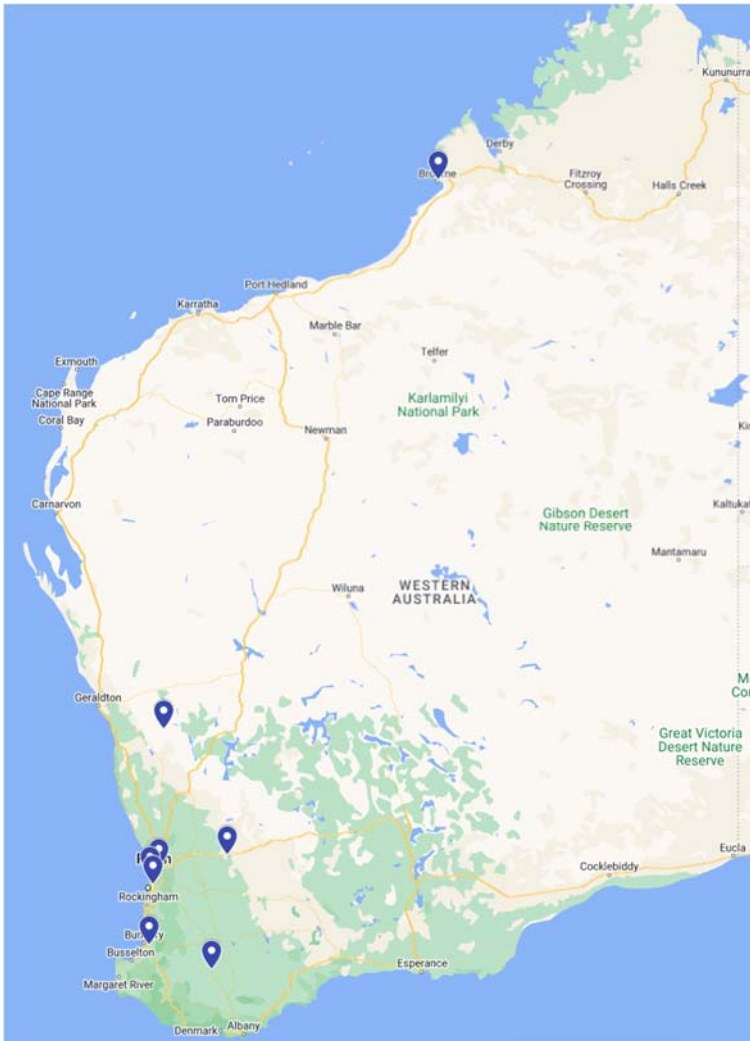 Kununurra
Derby
Fitzroy
Crossing
Halls Creek
Port Hedland
Karratha
Marble Bar
Telfer
Exmouth
Cape Range
National Park
Coral Bay
Tom Price
Paraburdoo
Karlamilyi
National Park
Newman
Carnarvon
Gibson Desert
Nature Reserve
Mantamaru
Wiluna
WESTERN
AUSTRALIA
Geraldton
Great Victoria
Desert Nature
Reserve
Eucla
Cocklebiddy
Rockingham
Busselton
Margaret River
Esperance
Denmark
Albany